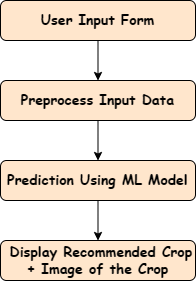 User Input Form
Preprocess Input Data
Prediction Using ML Model
Display Recommended Crop
+ Image of the Crop